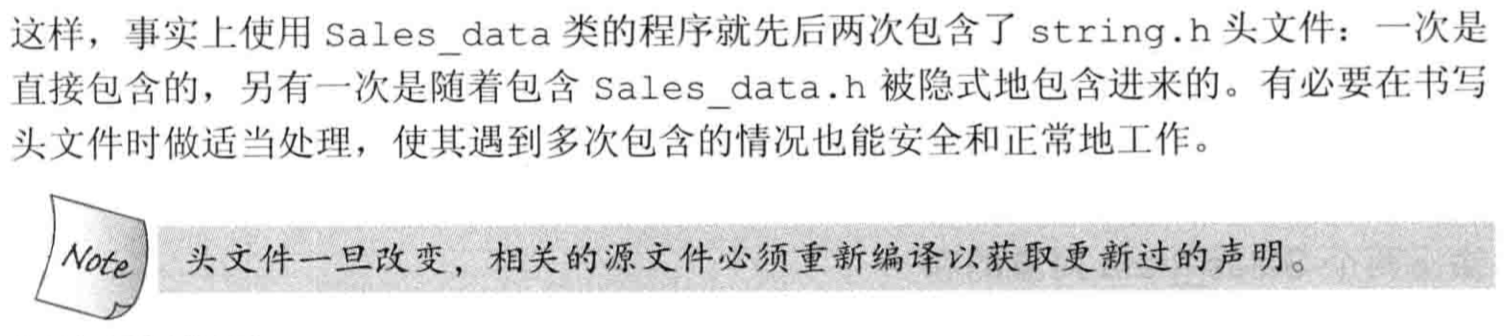 这样，事实上使用 Sales_data 类的程序就先后两次包含了 string.h 头文件：一次是
直接包含的，另有一次是随着包含 Sales_data.h 被隐式地包含进来的。有必要在书写
头文件时做适当处理，使其遇到多次包含的情况也能安全和正常地工作。
Note 头文件一旦改变，相关的源文件必须重新编译以获取更新过的声明。